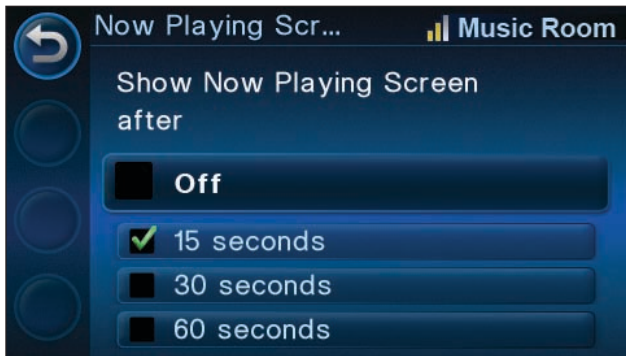 Now Playing Scr... Music Room
Show Now Playing Screen
after
Off
15 seconds
30 seconds
60 seconds